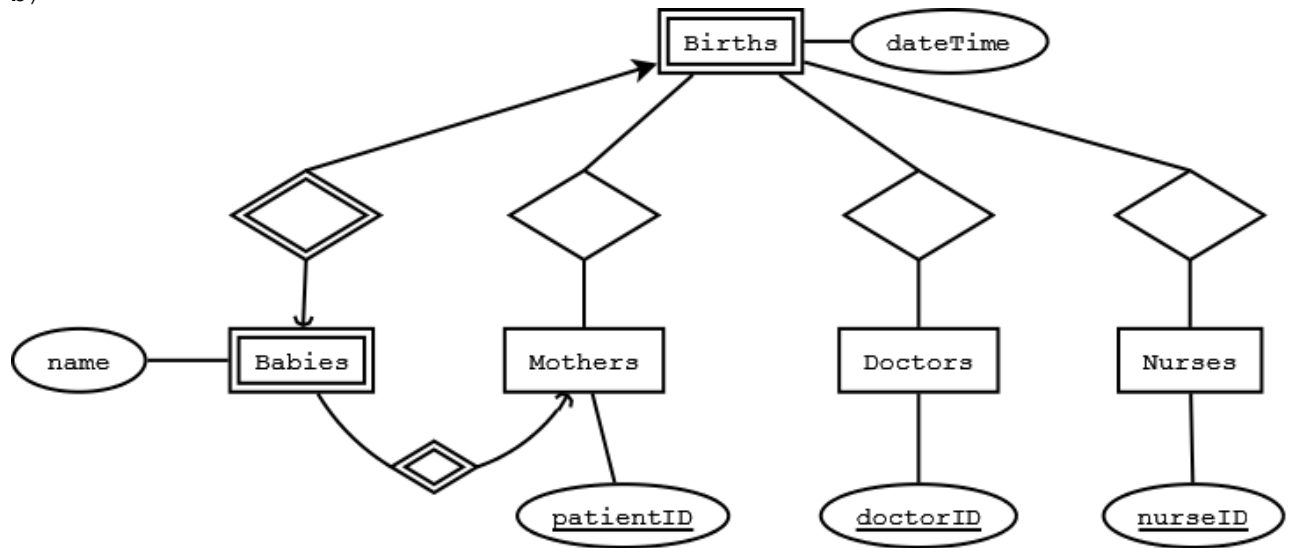 Births
dateTime
name
Babies
Mothers
Doctors
Nurses
patientID
doctorID
nurseID